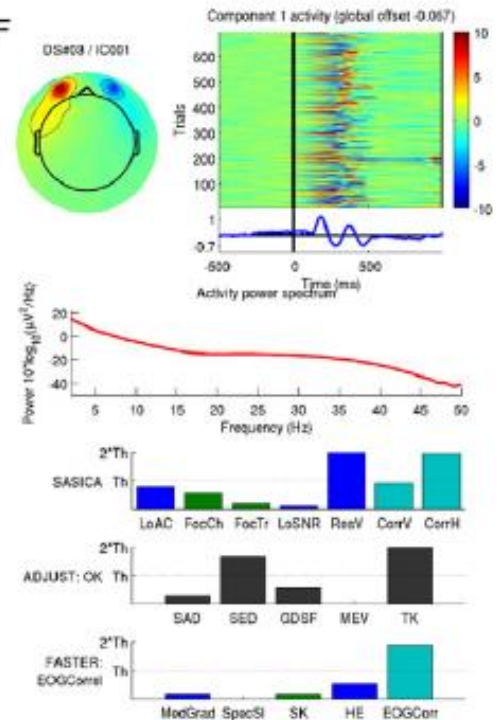 F
DS#03 / IC001
Component 1 activity (global offset -0.067)
Trials
600
500
400
300
200
100
10
5
0
-5
-10
1
-0.7
-500 0 500
Time (ms)
Activity power spectrum
Power 10*log10(µV²/Hz)
20
0
-20
-40
5 10 15 20 25 30 35 40 45 50
Frequency (Hz)
SASICA
2*Th
Th
LoAC FocCh FocTr LoSNR ResV CorrV CorrH
ADJUST: OK
2*Th
Th
SAD SED GDSF MEV TK
FASTER:
EOGCorrel
2*Th
Th
MedGrad SpecSl SK HE EOGCorr